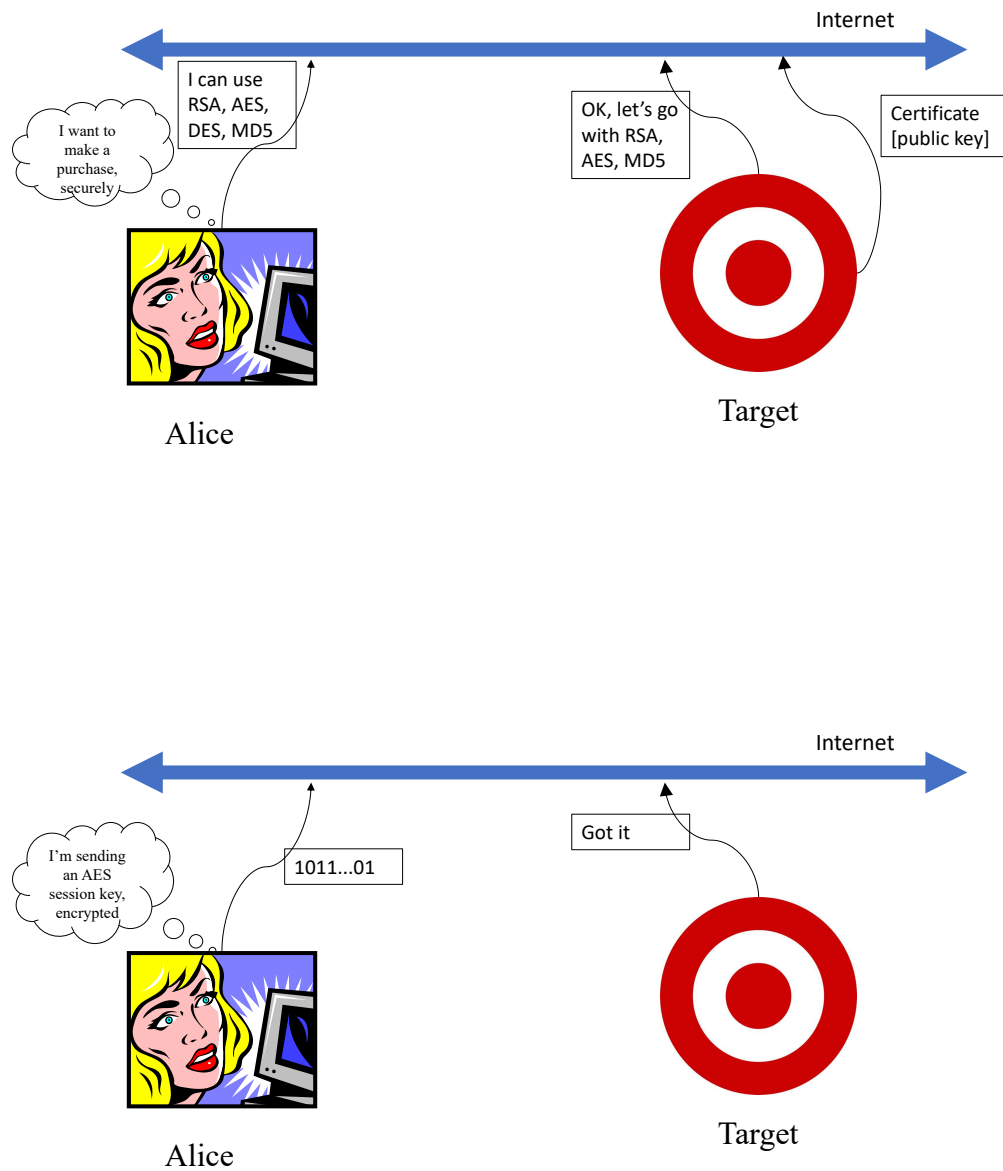 Internet
I can use
RSA, AES,
DES, MD5
I want to
make a
purchase,
securely
OK, let’s go
with RSA,
AES, MD5
Certificate
[public key]
Alice
Target
Internet
I’m sending
an AES
session key,
encrypted
1011...01
Got it
Alice
Target